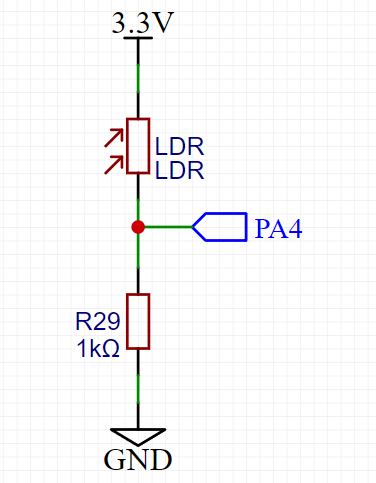 3.3V
LDR
LDR
PA4
R29
1kΩ
GND